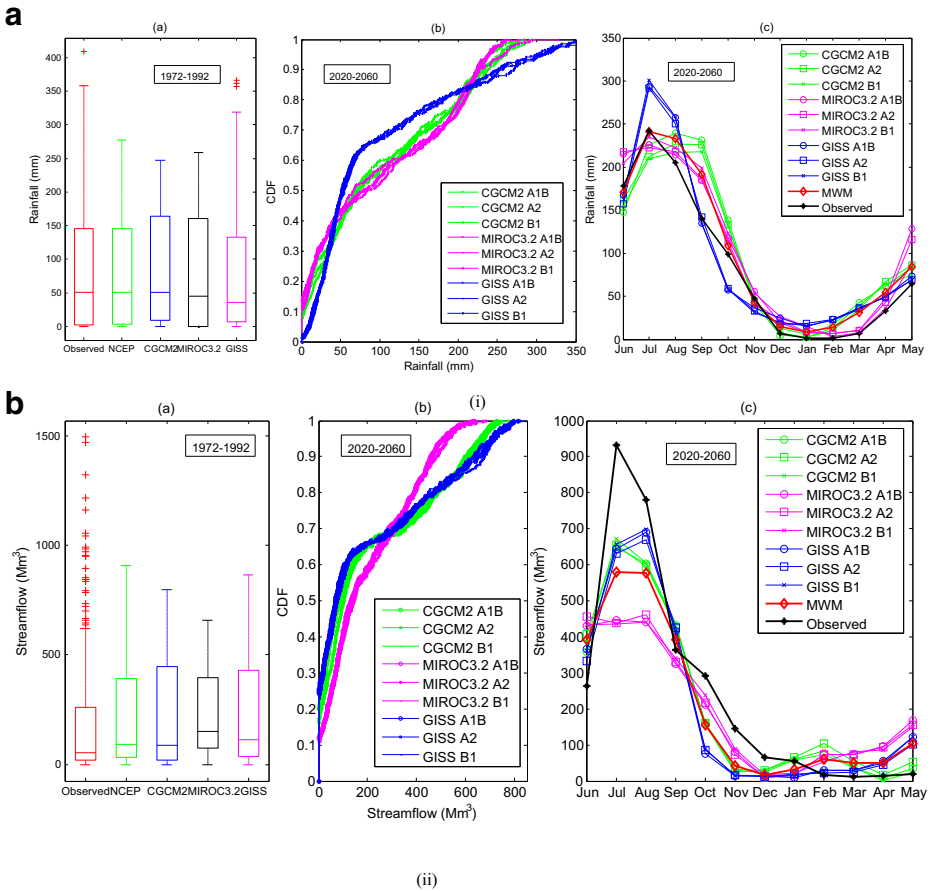 a
(a)
1972-1992
Rainfall (mm)
400
350
300
250
200
150
100
50
0
Observed NCEP CGCM2 MIROC3.2 GISS
(b)
2020-2060
CDF
1
0.9
0.8
0.7
0.6
0.5
0.4
0.3
0.2
0.1
0
CGCM2 A1B
CGCM2 A2
CGCM2 B1
MIROC3.2 A1B
MIROC3.2 A2
MIROC3.2 B1
GISS A1B
GISS A2
GISS B1
0 50 100 150 200 250 300 350
Rainfall (mm)
(c)
2020-2060
Rainfall (mm)
350
300
250
200
150
100
50
0
CGCM2 A1B
CGCM2 A2
CGCM2 B1
MIROC3.2 A1B
MIROC3.2 A2
MIROC3.2 B1
GISS A1B
GISS A2
GISS B1
MWM
Observed
Jun Jul Aug Sep Oct Nov Dec Jan Feb Mar Apr May
(i)
b
(a)
1972-1992
Streamflow (Mm³)
1500
1000
500
0
Observed NCEP CGCM2 MIROC3.2 GISS
(b)
2020-2060
CDF
1
0.9
0.8
0.7
0.6
0.5
0.4
0.3
0.2
0.1
0
CGCM2 A1B
CGCM2 A2
CGCM2 B1
MIROC3.2 A1B
MIROC3.2 A2
MIROC3.2 B1
GISS A1B
GISS A2
GISS B1
0 200 400 600 800
Streamflow (Mm³)
(c)
2020-2060
Streamflow (Mm³)
1000
900
800
700
600
500
400
300
200
100
0
CGCM2 A1B
CGCM2 A2
CGCM2 B1
MIROC3.2 A1B
MIROC3.2 A2
MIROC3.2 B1
GISS A1B
GISS A2
GISS B1
MWM
Observed
Jun Jul Aug Sep Oct Nov Dec Jan Feb Mar Apr May
(ii)